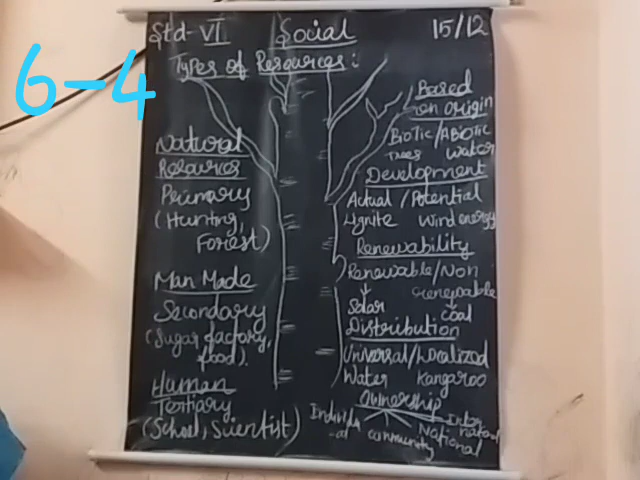 Std-VI Social 15/12
6-4
Types of Resources:
Natural
Resources
Primary
(Hunting,
Forest)
Man Made
Secondary
(Sugar factory,
food).
Human
Tertiary
(School, Scientist)
Based
on Origin
Biotic/Abiotic
Trees Water
Development
Actual/Potential
Lignite Wind energy
Renewability
Renewable/Non
renewable
Solar coal
Distribution
Universal/Localized
Water Kangaroo
Ownership
Individu
al community National International